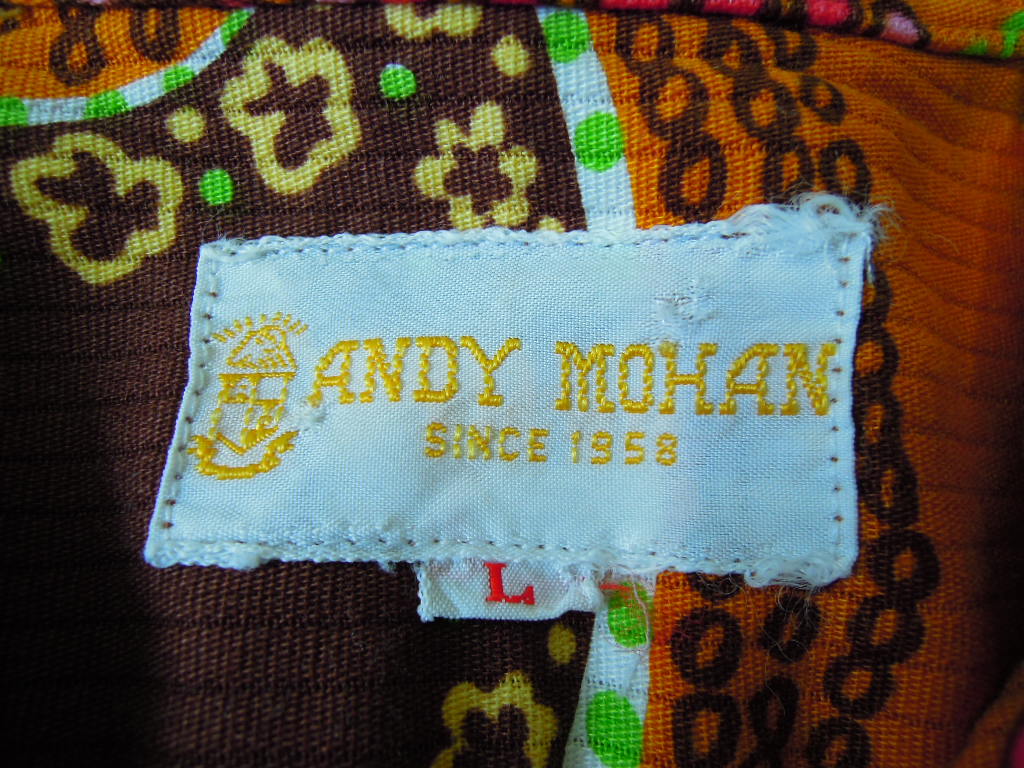 ANDY MOHAN
SINCE 1958
L